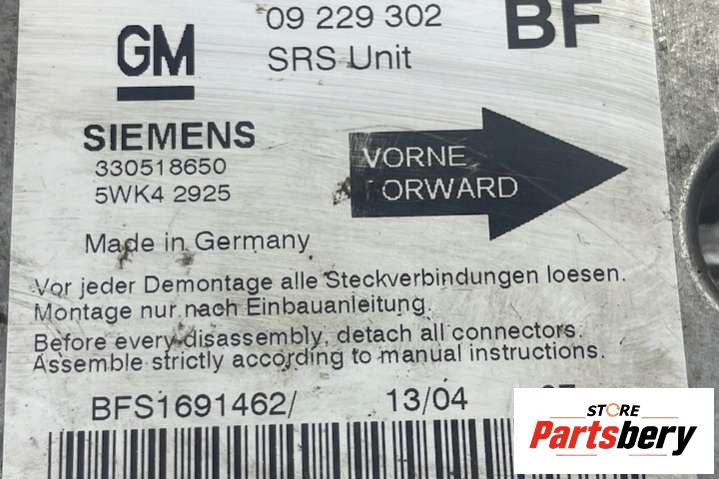 GM
09 229 302
BF
SRS Unit
SIEMENS
330518650
5WK4 2925
VORNE
FORWARD
Made in Germany
Vor jeder Demontage alle Steckverbindungen loesen.
Montage nur nach Einbauanleitung.
Before every disassembly, detach all connectors.
Assemble strictly according to manual instructions.
BFS1691462/ 13/04
STORE
Partsbery